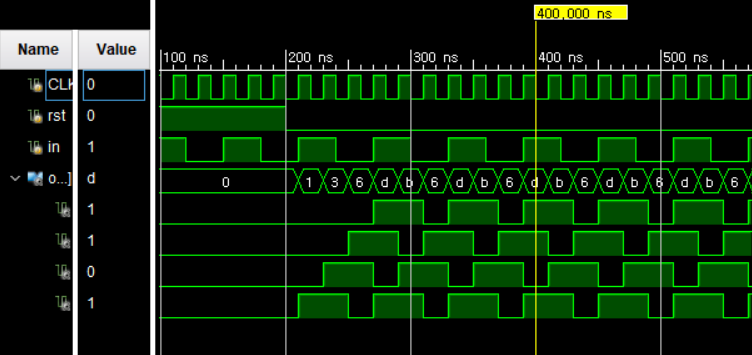 400,000 ns
Name Value
100 ns 200 ns 300 ns 400 ns 500 ns
CLK 0
rst 0
in 1
o...] d 0 1 3 6 d b 6 d b 6 d b 6 d b 6 d b 6
1
1
0
1